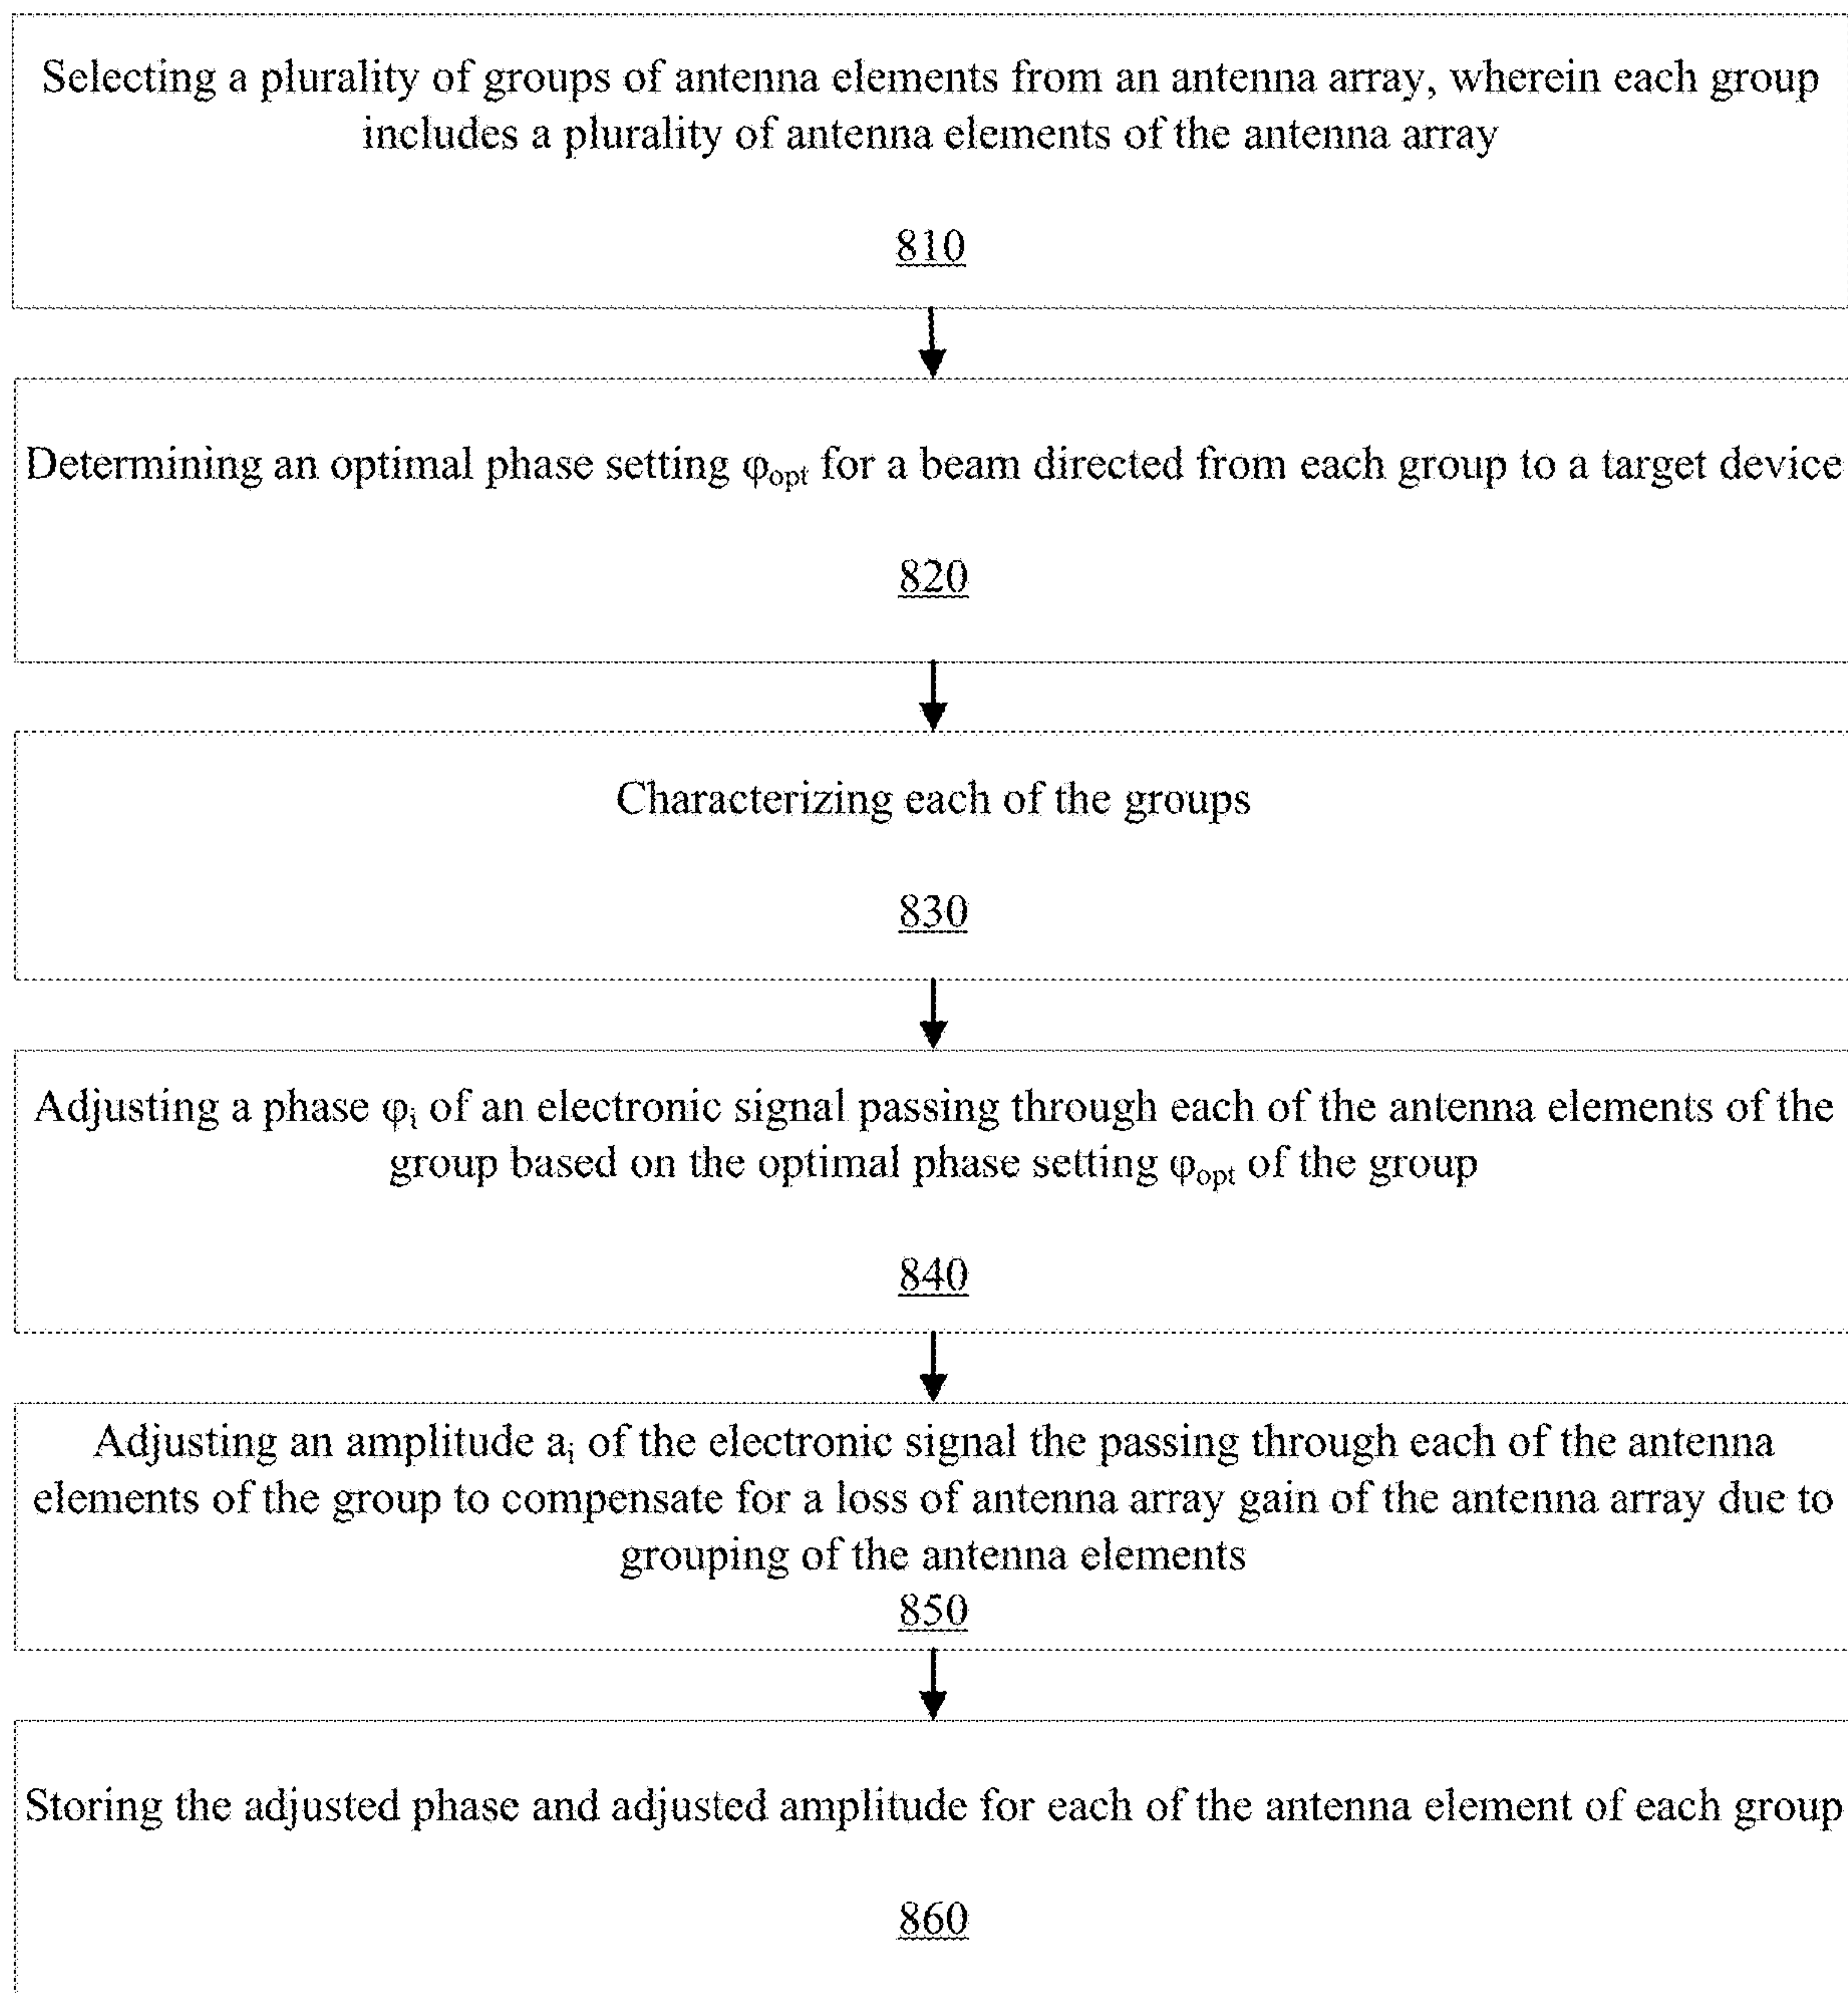 Selecting a plurality of groups of antenna elements from an antenna array, wherein each group
includes a plurality of antenna elements of the antenna array
810
Determining an optimal phase setting φopt for a beam directed from each group to a target device
820
Characterizing each of the groups
830
Adjusting a phase φi of an electronic signal passing through each of the antenna elements of the
group based on the optimal phase setting φopt of the group
840
Adjusting an amplitude ai of the electronic signal the passing through each of the antenna
elements of the group to compensate for a loss of antenna array gain of the antenna array due to
grouping of the antenna elements
850
Storing the adjusted phase and adjusted amplitude for each of the antenna element of each group
860